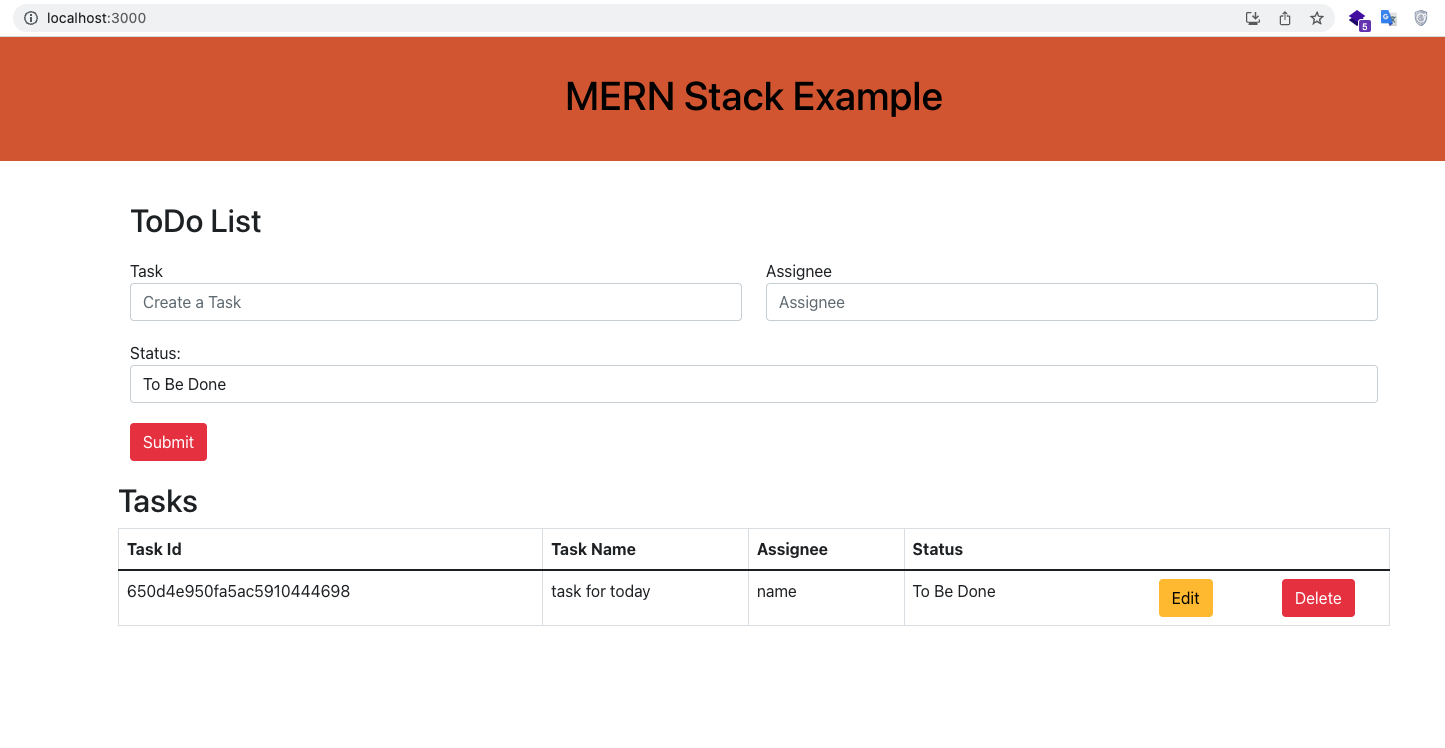 localhost:3000
5
MERN Stack Example
ToDo List
Task Assignee
Create a Task Assignee
Status:
To Be Done
Submit
Tasks
Task Id Task Name Assignee Status
650d4e950fa5ac5910444698 task for today name To Be Done Edit Delete